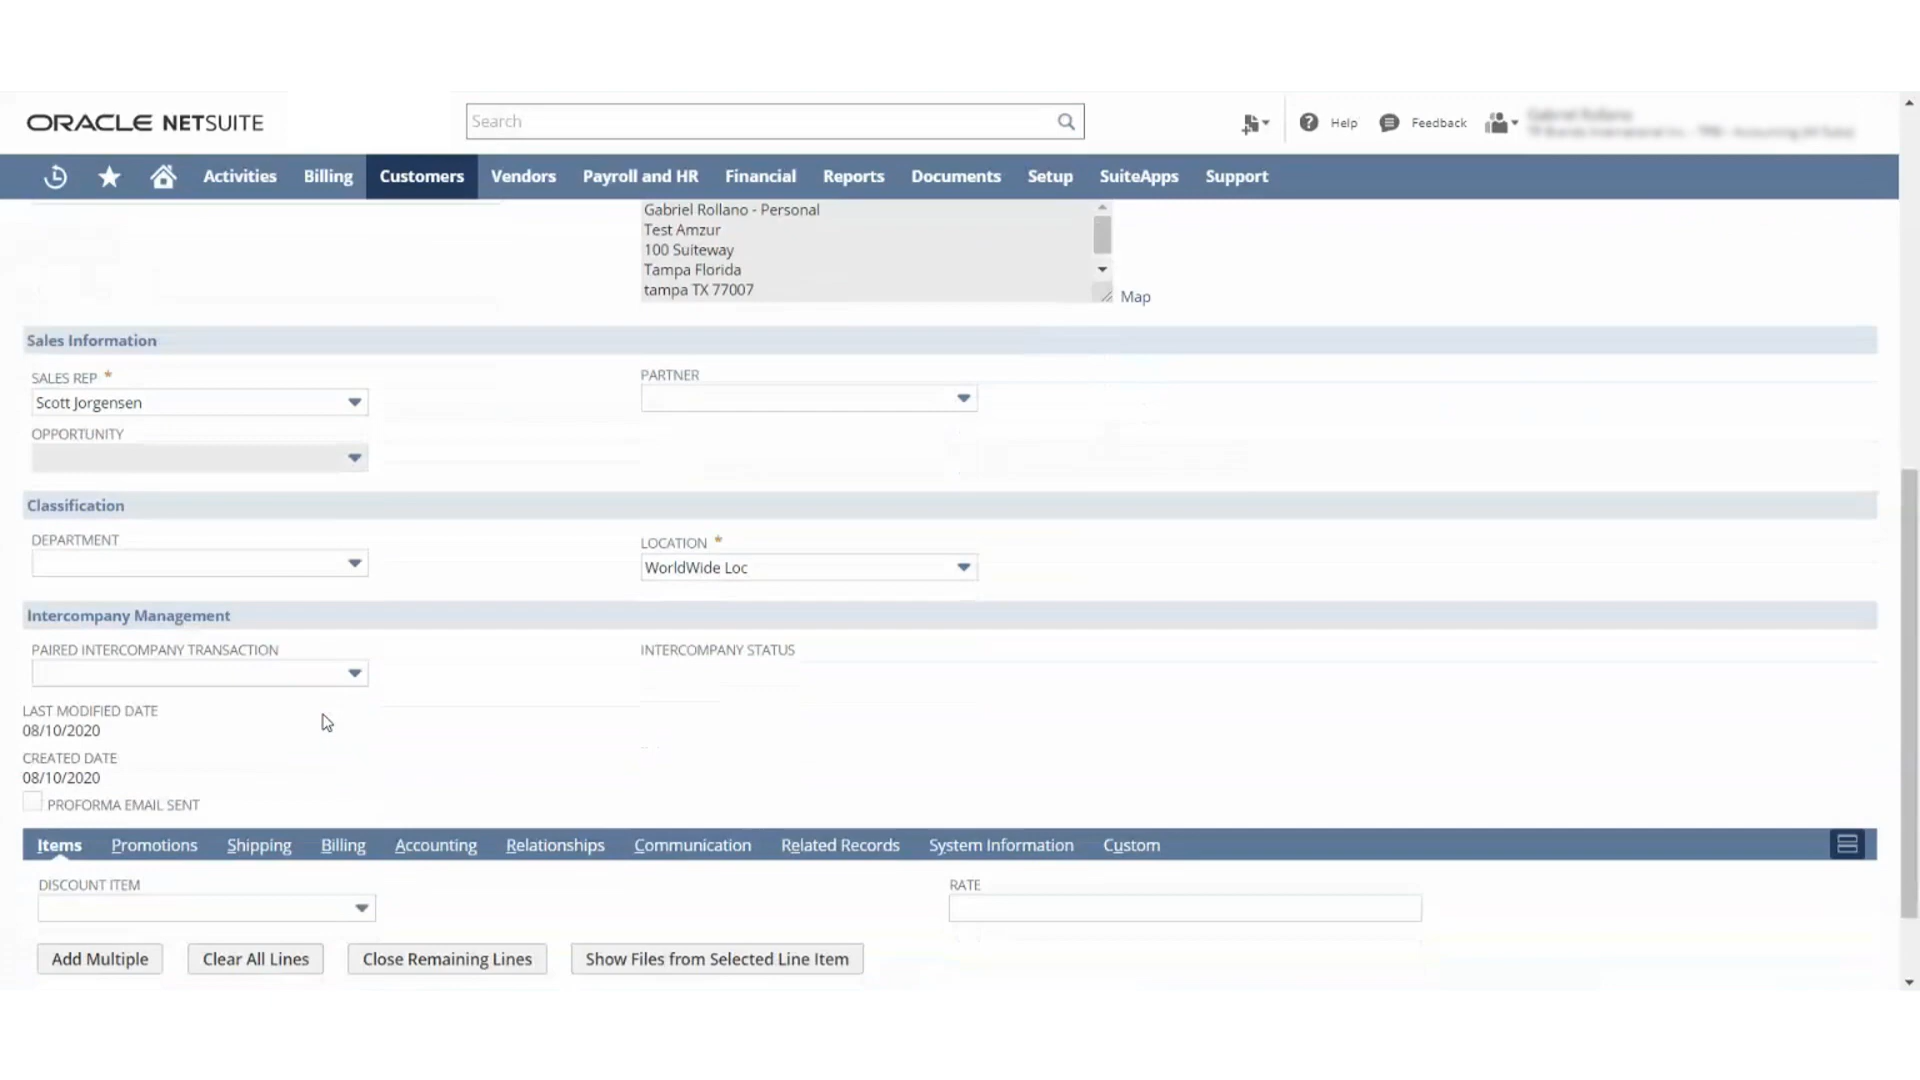 ORACLE NETSUITE
Search
Help
Feedback
Activities
Billing
Customers
Vendors
Payroll and HR
Financial
Reports
Documents
Setup
SuiteApps
Support
Gabriel Rollano - Personal
Test Amzur
100 Suiteway
Tampa Florida
tampa TX 77007
Map
Sales Information
SALES REP *
Scott Jorgensen
PARTNER
OPPORTUNITY
Classification
DEPARTMENT
LOCATION *
WorldWide Loc
Intercompany Management
PAIRED INTERCOMPANY TRANSACTION
INTERCOMPANY STATUS
LAST MODIFIED DATE
08/10/2020
CREATED DATE
08/10/2020
PROFORMA EMAIL SENT
Items
Promotions
Shipping
Billing
Accounting
Relationships
Communication
Related Records
System Information
Custom
DISCOUNT ITEM
RATE
Add Multiple
Clear All Lines
Close Remaining Lines
Show Files from Selected Line Item